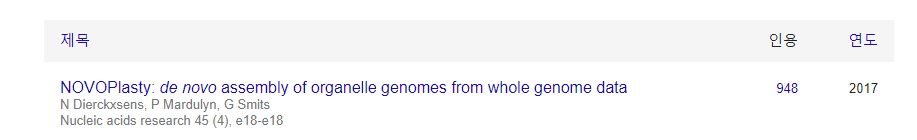 제목 인용 연도
NOVOPlasty: de novo assembly of organelle genomes from whole genome data 948 2017
N Dierckxsens, P Mardulyn, G Smits
Nucleic acids research 45 (4), e18-e18